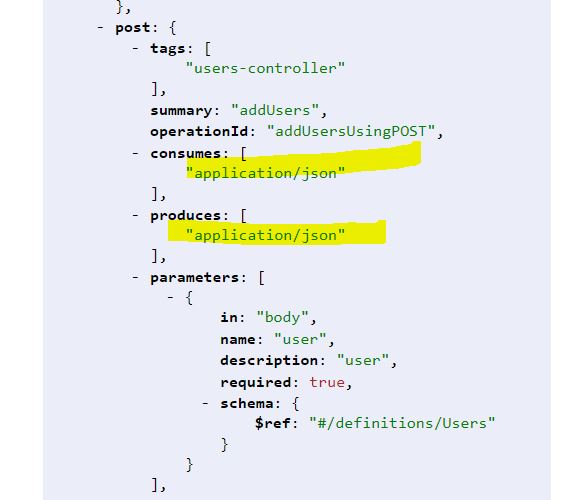 },
- post: {
- tags: [
"users-controller"
],
summary: "addUsers",
operationId: "addUsersUsingPOST",
- consumes: [
"application/json"
],
- produces: [
"application/json"
],
- parameters: [
- {
in: "body",
name: "user",
description: "user",
required: true,
- schema: {
$ref: "#/definitions/Users"
}
}
],